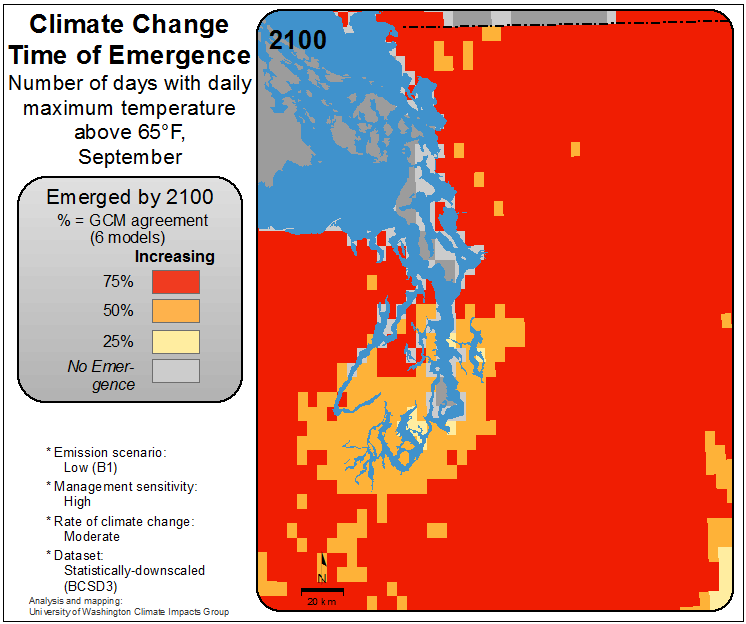 Climate Change
Time of Emergence
Number of days with daily
maximum temperature
above 65°F,
September
Emerged by 2100
% = GCM agreement
(6 models)
Increasing
75%
50%
25%
No Emer-
gence
* Emission scenario:
Low (B1)
* Management sensitivity:
High
* Rate of climate change:
Moderate
* Dataset:
Statistically-downscaled
(BCSD3)
Analysis and mapping:
University of Washington Climate Impacts Group
2100
N
20 km